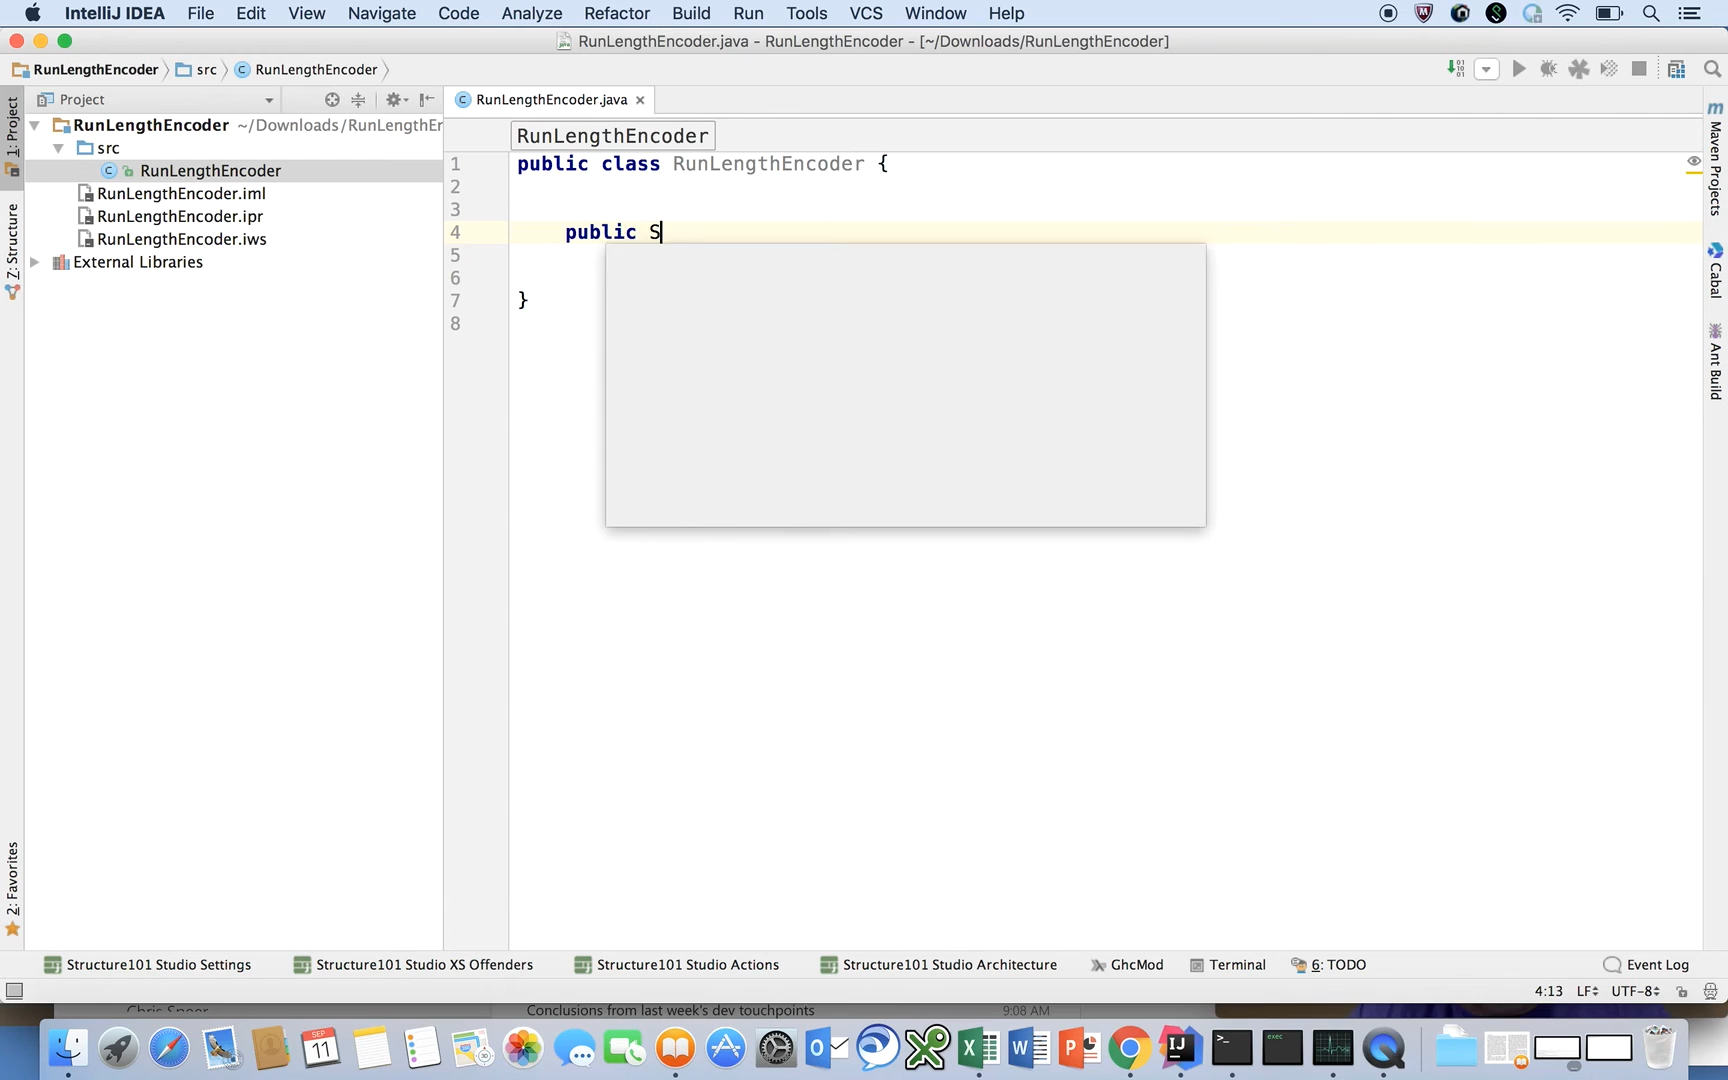 IntelliJ IDEA File Edit View Navigate Code Analyze Refactor Build Run Tools VCS Window Help
RunLengthEncoder.java - RunLengthEncoder - [~/Downloads/RunLengthEncoder]
RunLengthEncoder src RunLengthEncoder
Project
RunLengthEncoder.java
1: Project
RunLengthEncoder ~/Downloads/RunLengthEr
src
RunLengthEncoder
RunLengthEncoder.iml
RunLengthEncoder.ipr
RunLengthEncoder.iws
External Libraries
Z: Structure
2: Favorites
RunLengthEncoder
1 public class RunLengthEncoder {
2
3
4 public S
5
6
7 }
8
Maven Projects
Cabal
Ant Build
Structure101 Studio Settings Structure101 Studio XS Offenders Structure101 Studio Actions Structure101 Studio Architecture GhcMod Terminal 6: TODO Event Log
4:13 LF UTF-8
Conclusions from last week's dev touchpoints 9:08 AM
SEP
11
exec